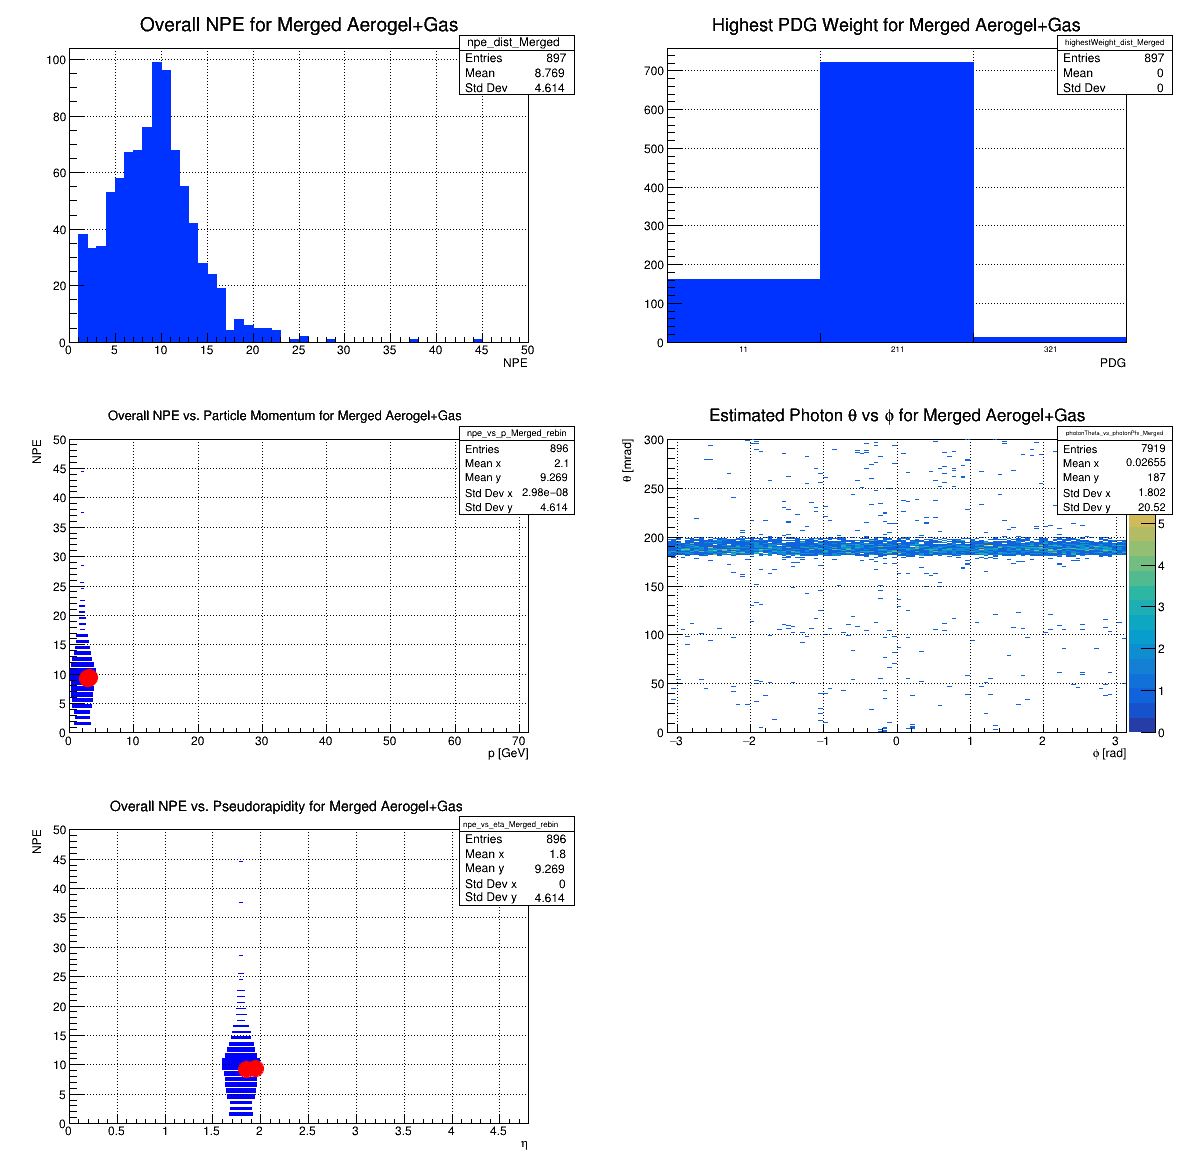 Overall NPE for Merged Aerogel+Gas
npe_dist_Merged
Entries 897
Mean 8.769
Std Dev 4.614
100
80
60
40
20
0
0 5 10 15 20 25 30 35 40 45 50
NPE
Highest PDG Weight for Merged Aerogel+Gas
highestWeight_dist_Merged
Entries 897
Mean 0
Std Dev 0
700
600
500
400
300
200
100
0
11 211 321
PDG
Overall NPE vs. Particle Momentum for Merged Aerogel+Gas
npe_vs_p_Merged_rebin
Entries 896
Mean x 2.1
Mean y 9.269
Std Dev x 2.98e−08
Std Dev y 4.614
NPE
50
45
40
35
30
25
20
15
10
5
0
0 10 20 30 40 50 60 70
p [GeV]
Estimated Photon θ vs ϕ for Merged Aerogel+Gas
photonTheta_vs_photonPhi_Merged
Entries 7919
Mean x 0.02655
Mean y 187
Std Dev x 1.802
Std Dev y 20.52
θ [mrad]
300
250
200
150
100
50
0
−3 −2 −1 0 1 2 3
ϕ [rad]
5
4
3
2
1
0
Overall NPE vs. Pseudorapidity for Merged Aerogel+Gas
npe_vs_eta_Merged_rebin
Entries 896
Mean x 1.8
Mean y 9.269
Std Dev x 0
Std Dev y 4.614
NPE
50
45
40
35
30
25
20
15
10
5
0
0 0.5 1 1.5 2 2.5 3 3.5 4 4.5
η